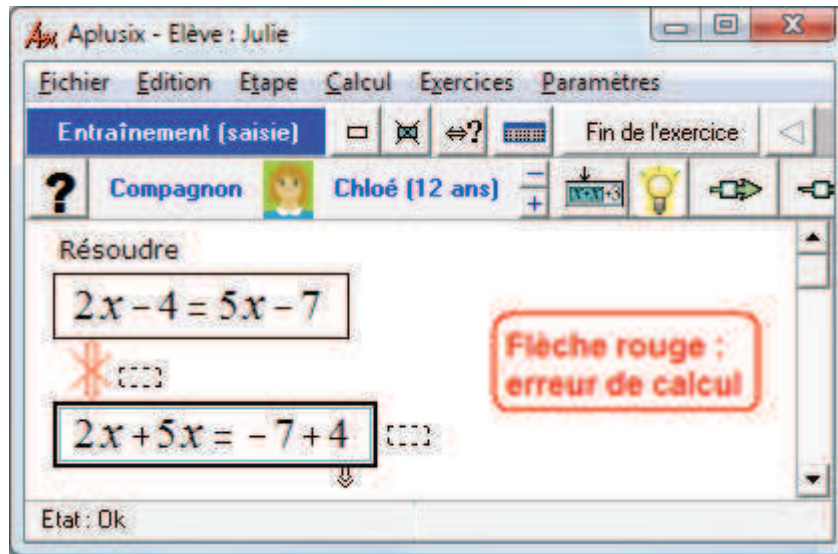 Aplusix - Elève : Julie
Fichier Edition Etape Calcul Exercices Paramètres
Entraînement (saisie) ⇔? Fin de l'exercice
? Compagnon Chloé (12 ans) − +
Résoudre
2x − 4 = 5x − 7
Flèche rouge :
erreur de calcul
2x + 5x = − 7 + 4
Etat : Ok